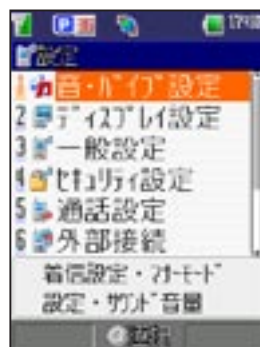 設定
1 音・バイブ設定
2 ディスプレイ設定
3 一般設定
4 セキュリティ設定
5 通話設定
6 外部接続
着信設定・マナーモード
設定・サウンド音量